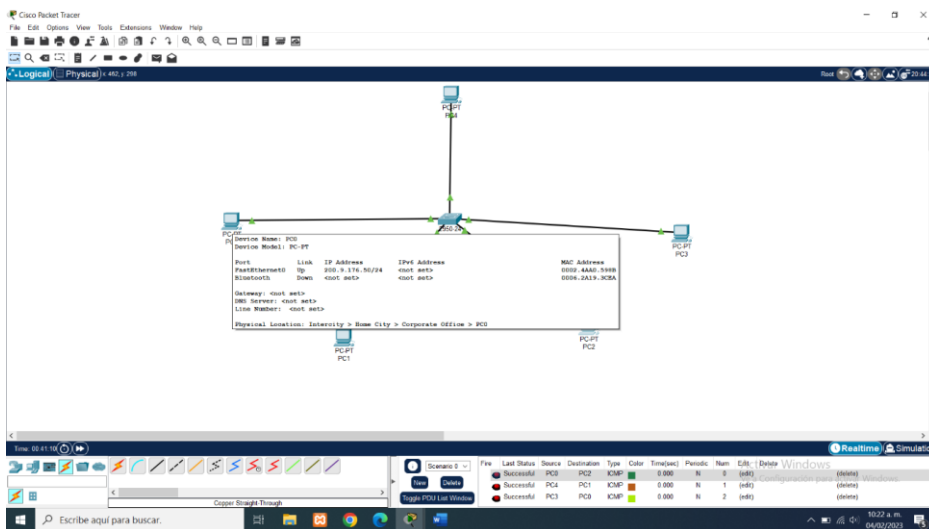 Cisco Packet Tracer
File Edit Options View Tools Extensions Window Help
Logical Physical x: 462, y: 298 Root 20:44
PC-PT
PC4
2950-24
PC-PT
PC3
Device Name: PC0
Device Model: PC-PT
Port Link IP Address IPv6 Address MAC Address
FastEthernet0 Up 200.9.176.50/24 <not set> 0002.4AAD.598B
Bluetooth Down <not set> <not set> 0006.2A19.3CEA
Gateway: <not set>
DNS Server: <not set>
Line Number: <not set>
Physical Location: Intercity > Home City > Corporate Office > PC0
PC-PT
PC1
PC-PT
PC2
Time: 00:41:10 Realtime Simulatio
Scenario 0
New Delete
Toggle PDU List Window
Fire Last Status Source Destination Type Color Time(sec) Periodic Num Edit Delete
Successful PC0 PC2 ICMP 0.000 N 0 (edit) (delete)
Successful PC4 PC1 ICMP 0.000 N 1 (edit) (delete)
Successful PC3 PC0 ICMP 0.000 N 2 (edit) (delete)
Copper Straight-Through
Escribe aquí para buscar.
10:22 a. m.
04/02/2023